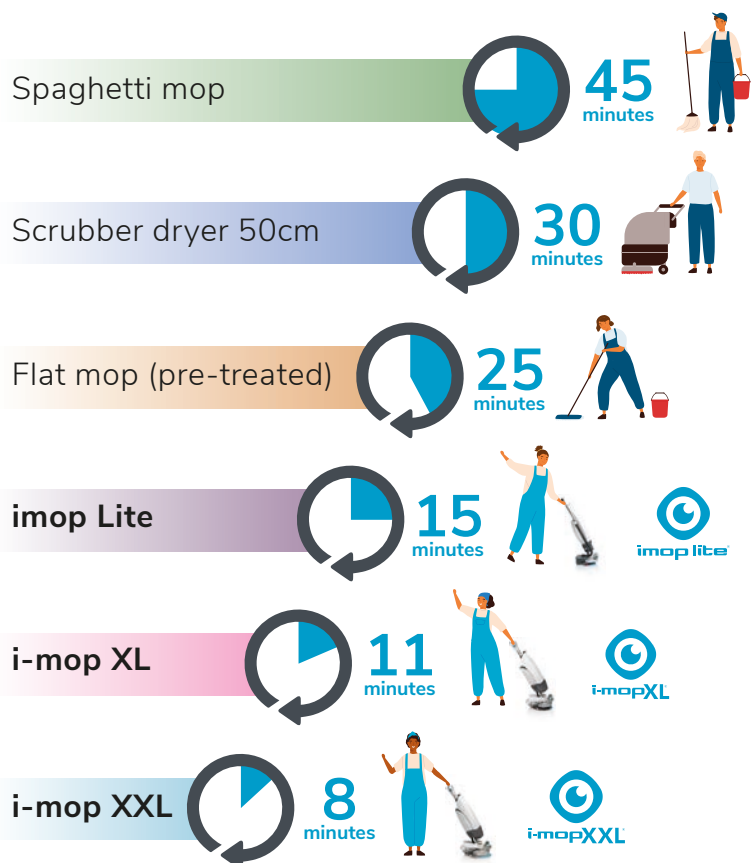 Spaghetti mop
45
minutes
Scrubber dryer 50cm
30
minutes
Flat mop (pre-treated)
25
minutes
imop Lite
15
minutes
imop lite
i-mop XL
11
minutes
i-mopXL
i-mop XXL
8
minutes
i-mopXXL